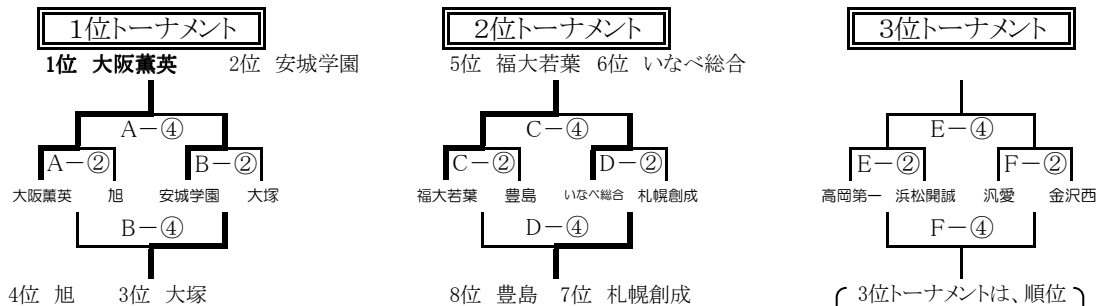 1位トーナメント 2位トーナメント 3位トーナメント
1位 大阪薫英 2位 安城学園 5位 福大若葉 6位 いなべ総合
A－④ C－④ E－④
A－② B－② C－② D－② E－② F－②
大阪薫英 旭 安城学園 大塚 福大若葉 豊島 いなべ総合 札幌創成 高岡第一 浜松開誠 汎愛 金沢西
B－④ D－④ F－④
4位 旭 3位 大塚 8位 豊島 7位 札幌創成 3位トーナメントは、順位